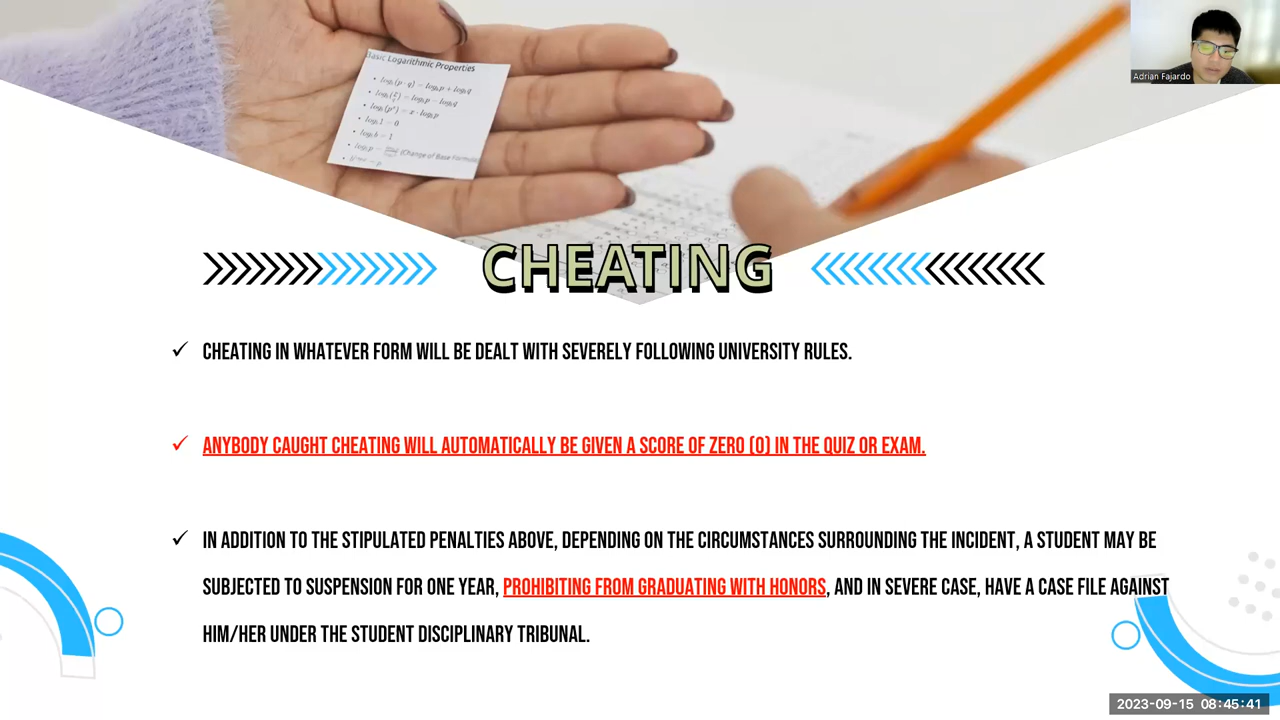 Basic Logarithmic Properties
Adrian Fajardo
CHEATING
✓ CHEATING IN WHATEVER FORM WILL BE DEALT WITH SEVERELY FOLLOWING UNIVERSITY RULES.
✓ ANYBODY CAUGHT CHEATING WILL AUTOMATICALLY BE GIVEN A SCORE OF ZERO (0) IN THE QUIZ OR EXAM.
✓ IN ADDITION TO THE STIPULATED PENALTIES ABOVE, DEPENDING ON THE CIRCUMSTANCES SURROUNDING THE INCIDENT, A STUDENT MAY BE
SUBJECTED TO SUSPENSION FOR ONE YEAR, PROHIBITING FROM GRADUATING WITH HONORS, AND IN SEVERE CASE, HAVE A CASE FILE AGAINST
HIM/HER UNDER THE STUDENT DISCIPLINARY TRIBUNAL.
2023-09-15 08:45:41